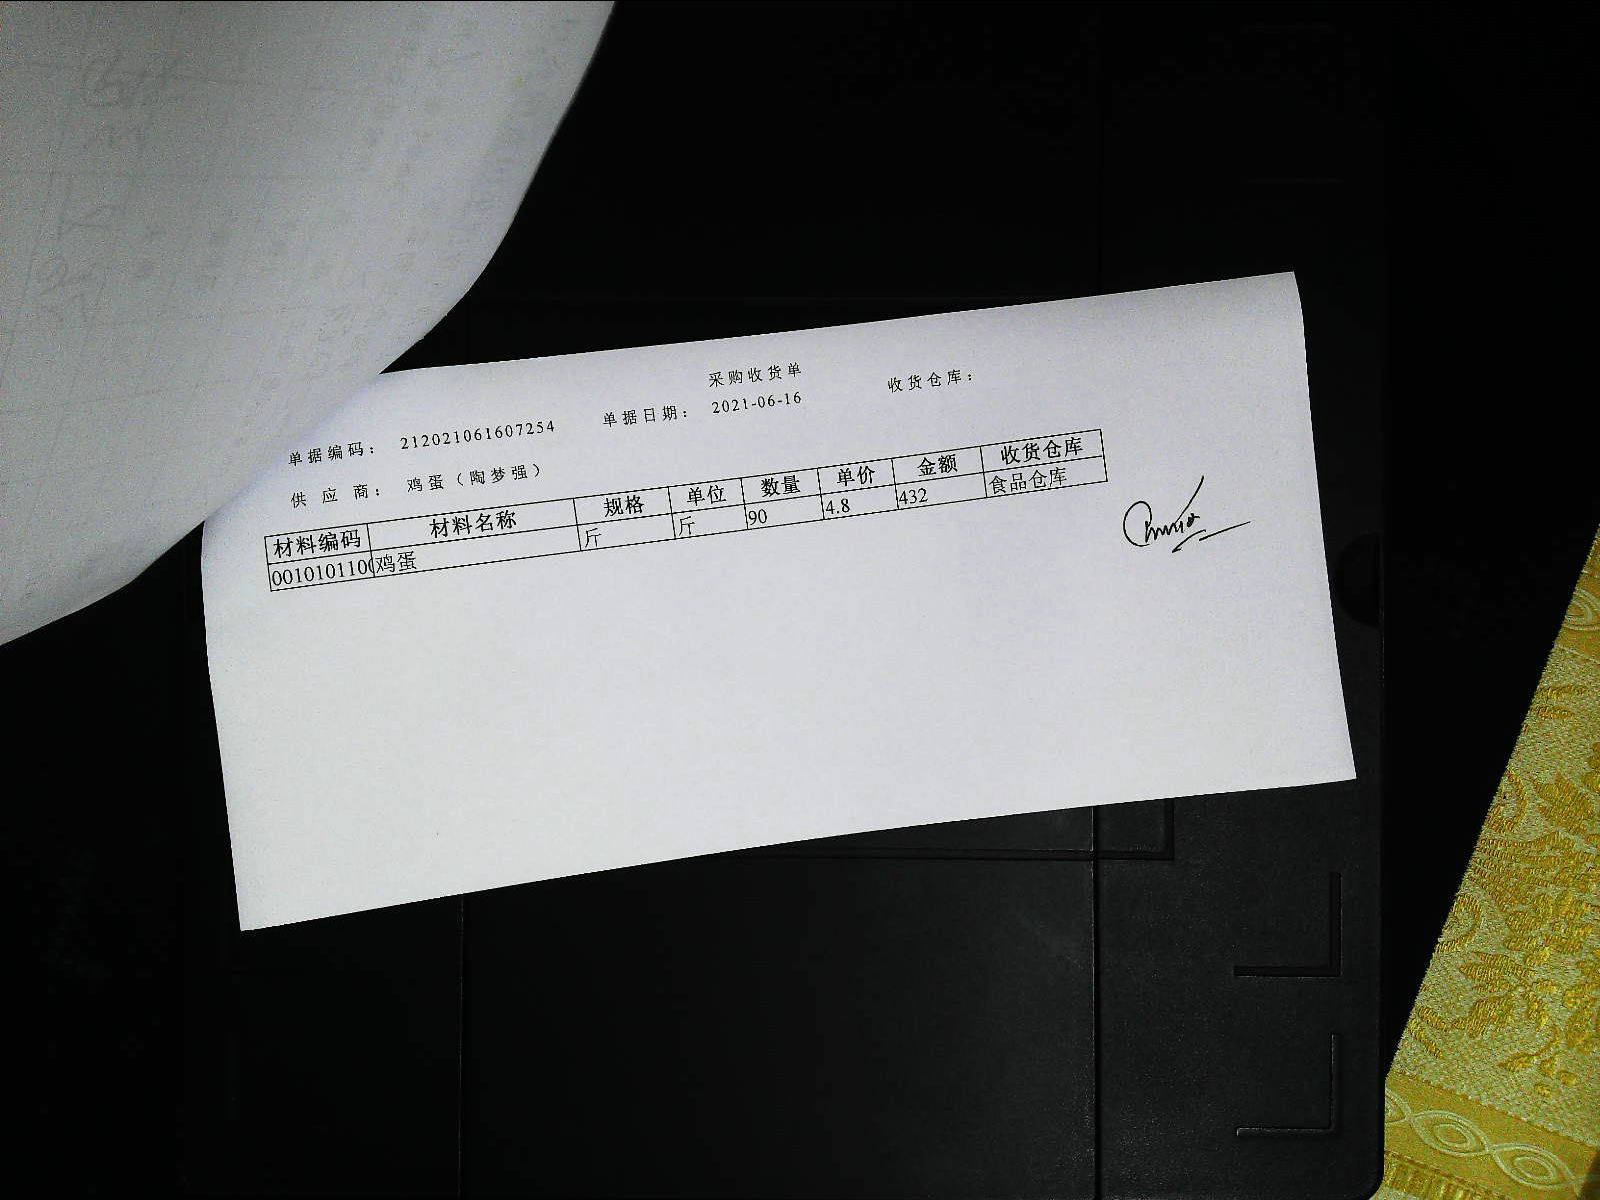 采购收货单
单据编码： 212021061607254 单据日期： 2021-06-16 收货仓库：
供 应 商： 鸡蛋（陶梦强）
材料编码 材料名称 规格 单位 数量 单价 金额 收货仓库
0010101100 鸡蛋 斤 斤 90 4.8 432 食品仓库